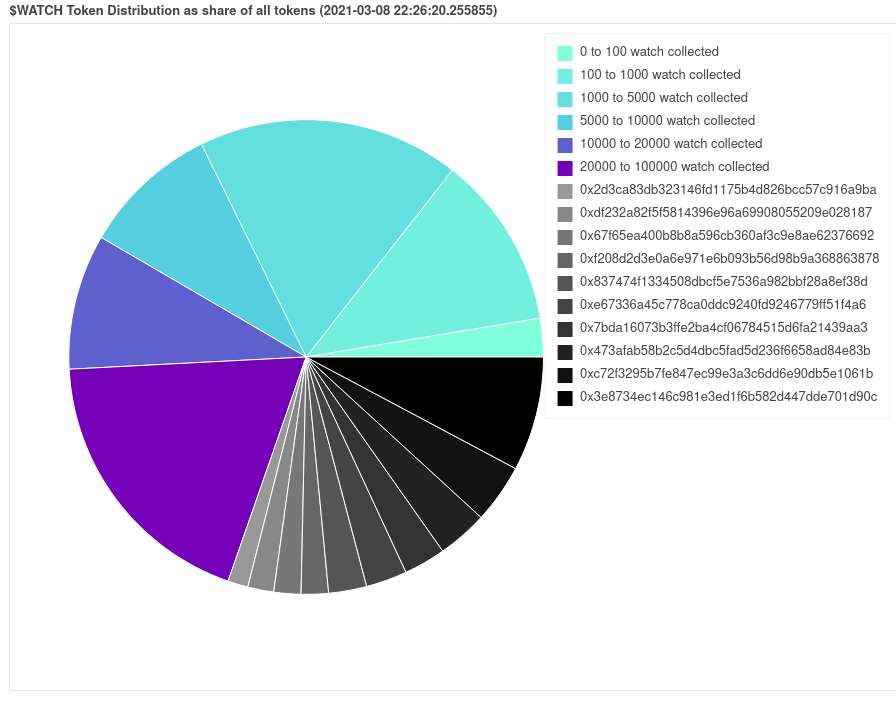 $WATCH Token Distribution as share of all tokens (2021-03-08 22:26:20.255855)
0 to 100 watch collected
100 to 1000 watch collected
1000 to 5000 watch collected
5000 to 10000 watch collected
10000 to 20000 watch collected
20000 to 100000 watch collected
0x2d3ca83db323146fd1175b4d826bcc57c916a9ba
0xdf232a82f5f5814396e96a69908055209e028187
0x67f65ea400b8b8a596cb360af3c9e8ae62376692
0xf208d2d3e0a6e971e6b093b56d98b9a368863878
0x837474f1334508dbcf5e7536a982bbf28a8ef38d
0xe67336a45c778ca0ddc9240fd9246779ff51f4a6
0x7bda16073b3ffe2ba4cf06784515d6fa21439aa3
0x473afab58b2c5d4dbc5fad5d236f6658ad84e83b
0xc72f3295b7fe847ec99e3a3c6dd6e90db5e1061b
0x3e8734ec146c981e3ed1f6b582d447dde701d90c